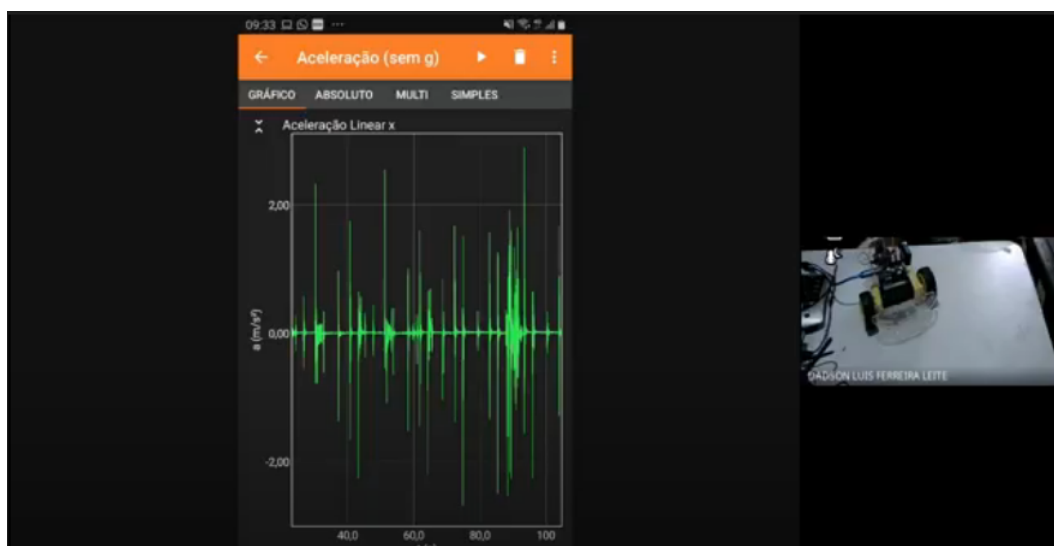 09:33
Aceleração (sem g)
GRÁFICO ABSOLUTO MULTI SIMPLES
Aceleração Linear x
2,00
a (m/s²)
0,00
-2,00
40,0 60,0 80,0 100
DADSON LUIS FERREIRA LEITE